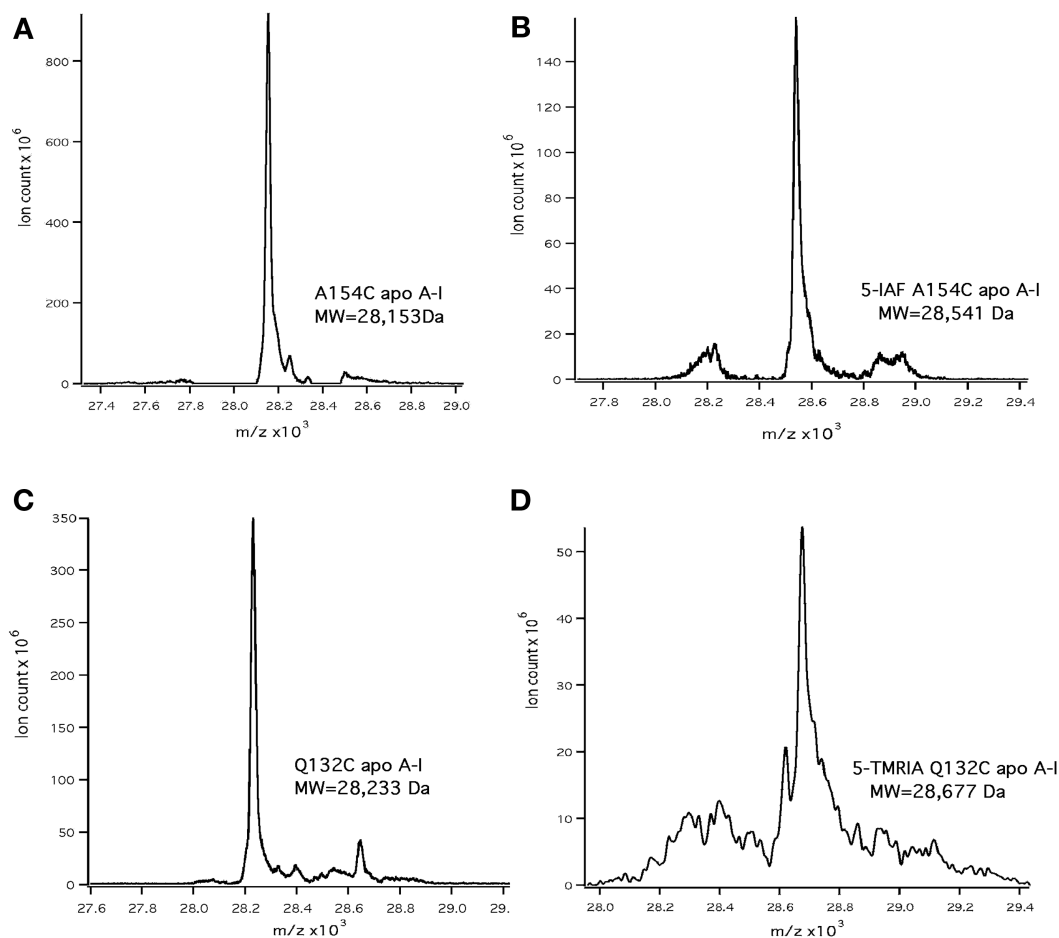 A
Ion count x 10^6
800
600
400
200
0
A154C apo A-I
MW=28,153Da
27.4 27.6 27.8 28.0 28.2 28.4 28.6 28.8 29.0
m/z x10^3
B
Ion count x 10^6
140
120
100
80
60
40
20
0
5-IAF A154C apo A-I
MW=28,541 Da
27.8 28.0 28.2 28.4 28.6 28.8 29.0 29.2 29.4
m/z x10^3
C
Ion count x 10^6
350
300
250
200
150
100
50
0
Q132C apo A-I
MW=28,233 Da
27.6 27.8 28.0 28.2 28.4 28.6 28.8 29.0 29.
m/z x10^3
D
Ion count x 10^6
50
40
30
20
10
0
5-TMRIA Q132C apo A-I
MW=28,677 Da
28.0 28.2 28.4 28.6 28.8 29.0 29.2 29.4
m/z x10^3